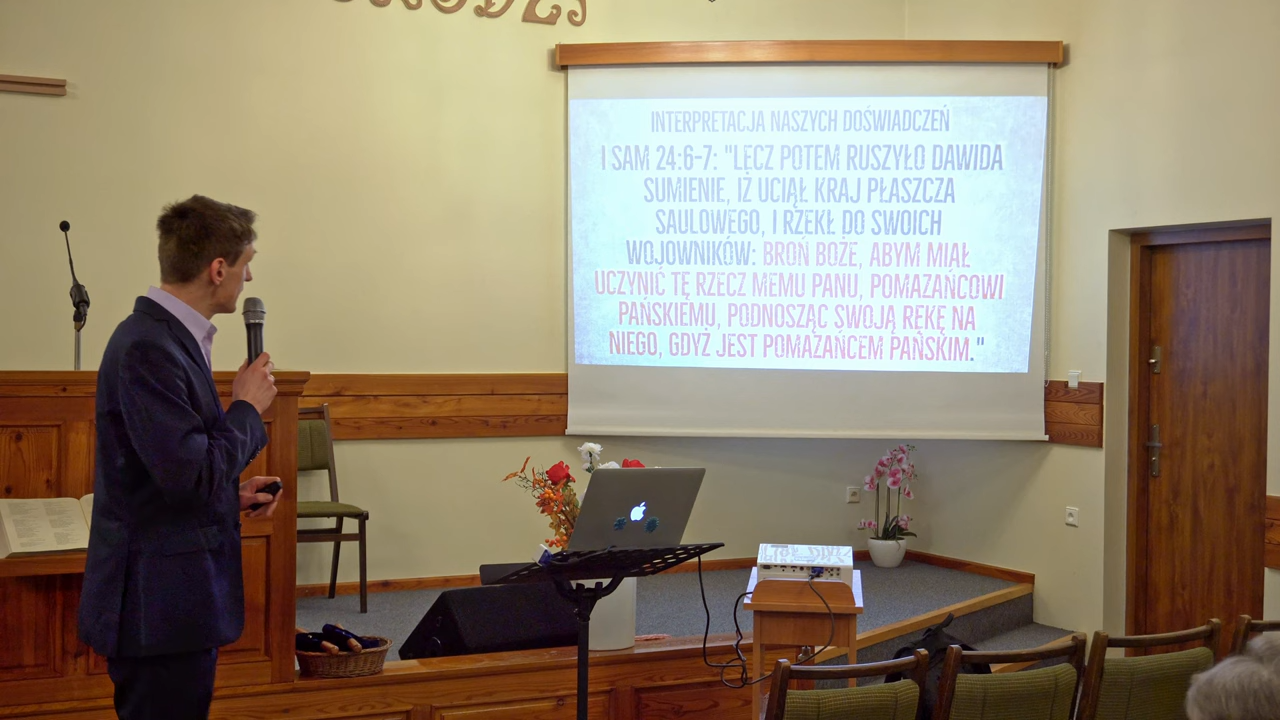 INTERPRETACJA NASZYCH DOŚWIADCZEŃ
I SAM 24:6-7: "LECZ POTEM RUSZYŁO DAWIDA
SUMIENIE, IŻ UCIĄŁ KRAJ PŁASZCZA
SAULOWEGO, I RZEKŁ DO SWOICH
WOJOWNIKÓW: BROŃ BOŻE, ABYM MIAŁ
UCZYNIĆ TĘ RZECZ MEMU PANU, POMAZAŃCOWI
PAŃSKIEMU, PODNOSZĄC SWOJĄ RĘKĘ NA
NIEGO, GDYŻ JEST POMAZAŃCEM PAŃSKIM."